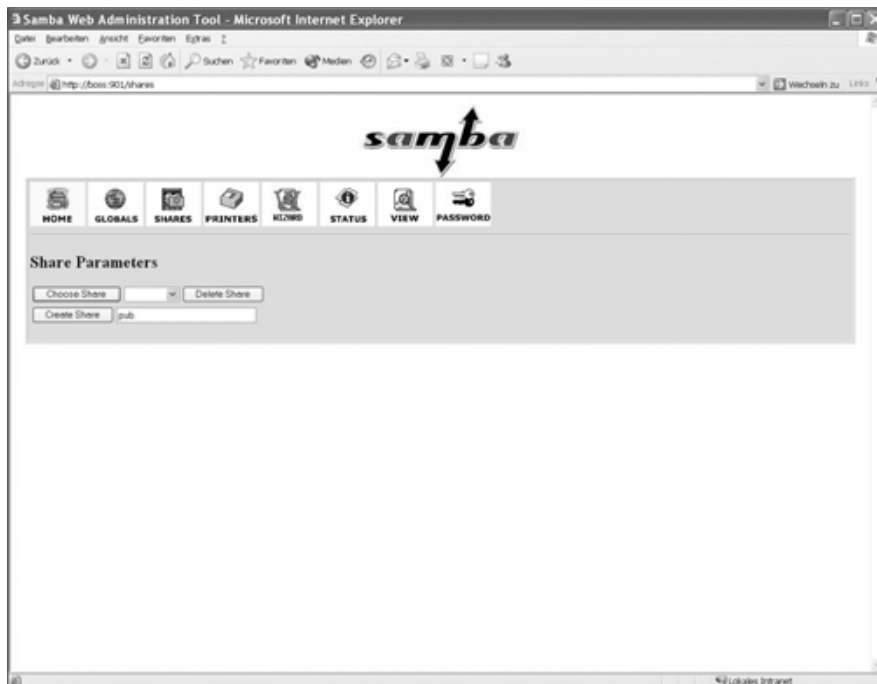 Samba Web Administration Tool - Microsoft Internet Explorer
Datei Bearbeiten Ansicht Favoriten Extras ?
Zurück Suchen Favoriten Medien
Adresse http://boss:901/shares Wechseln zu Links
samba
HOME GLOBALS SHARES PRINTERS WIZARD STATUS VIEW PASSWORD
Share Parameters
Choose Share Delete Share
Create Share pub
Lokales Intranet